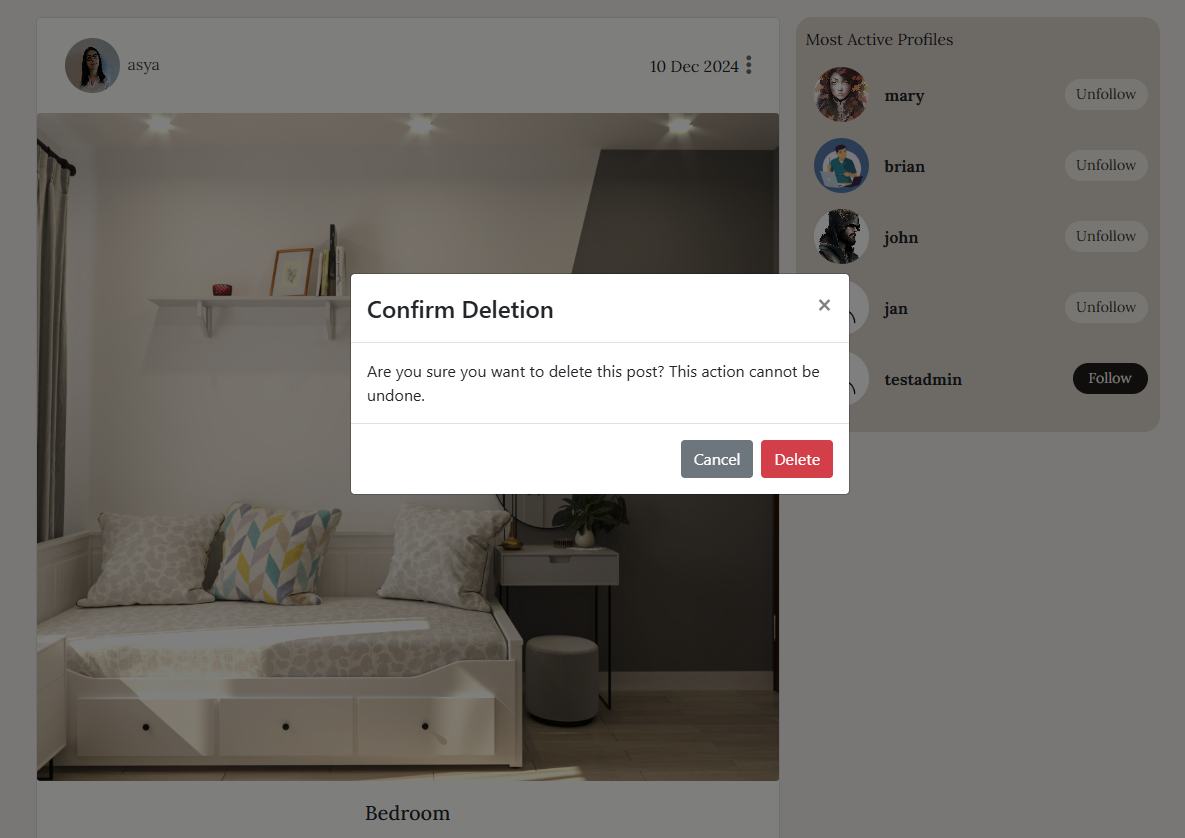 asya
10 Dec 2024
Most Active Profiles
mary
Unfollow
brian
Unfollow
john
Unfollow
jan
Unfollow
testadmin
Follow
Confirm Deletion
×
Are you sure you want to delete this post? This action cannot be
undone.
Cancel
Delete
Bedroom